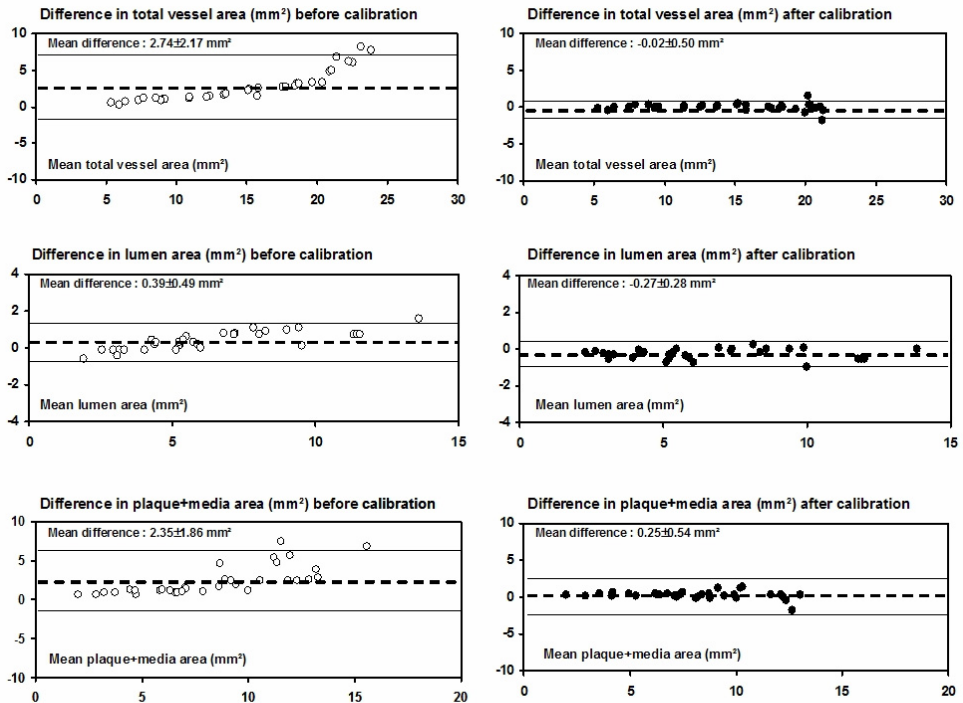 Difference in total vessel area (mm²) before calibration
10
Mean difference : 2.74±2.17 mm²
5
0
-5
Mean total vessel area (mm²)
-10
0 5 10 15 20 25 30
Difference in total vessel area (mm²) after calibration
10
Mean difference : -0.02±0.50 mm²
5
0
-5
Mean total vessel area (mm²)
-10
0 5 10 15 20 25 30
Difference in lumen area (mm²) before calibration
4
Mean difference : 0.39±0.49 mm²
2
0
-2
Mean lumen area (mm²)
-4
0 5 10 15
Difference in lumen area (mm²) after calibration
4
Mean difference : -0.27±0.28 mm²
2
0
-2
Mean lumen area (mm²)
-4
0 5 10 15
Difference in plaque+media area (mm²) before calibration
10
Mean difference : 2.35±1.86 mm²
5
0
-5
Mean plaque+media area (mm²)
-10
0 5 10 15 20
Difference in plaque+media area (mm²) after calibration
10
Mean difference : 0.25±0.54 mm²
5
0
-5
Mean plaque+media area (mm²)
-10
0 5 10 15 20